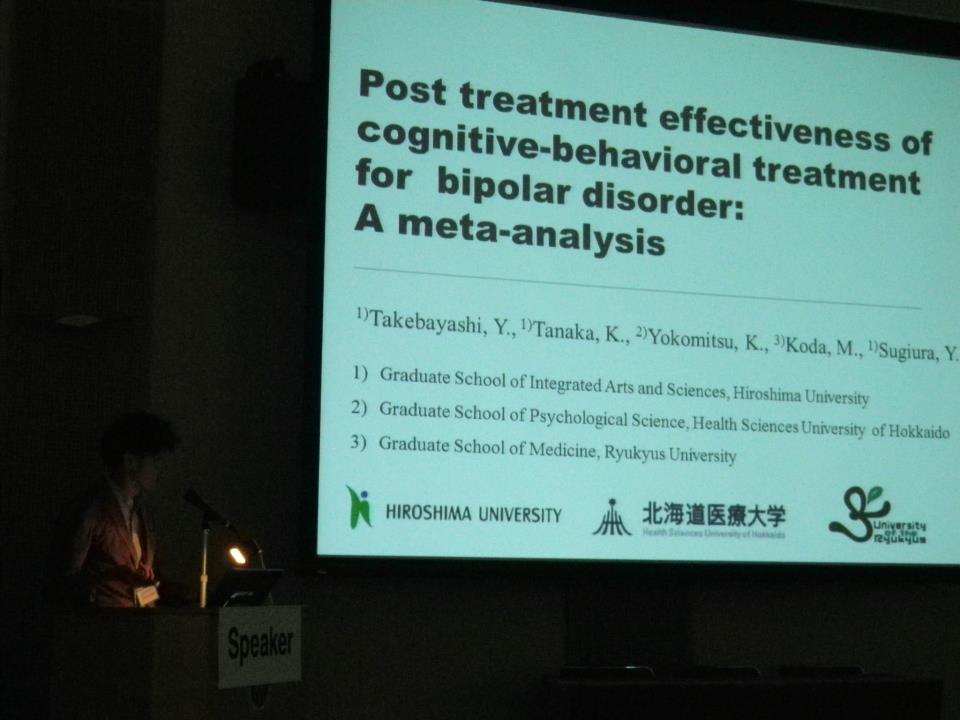 Post treatment effectiveness of
cognitive-behavioral treatment
for bipolar disorder:
A meta-analysis
1)Takebayashi, Y., 1)Tanaka, K., 2)Yokomitsu, K., 3)Koda, M., 1)Sugiura, Y.
1) Graduate School of Integrated Arts and Sciences, Hiroshima University
2) Graduate School of Psychological Science, Health Sciences University of Hokkaido
3) Graduate School of Medicine, Ryukyus University
HIROSHIMA UNIVERSITY
北海道医療大学
Health Sciences University of Hokkaido
University
of the
Ryukyus
Speaker